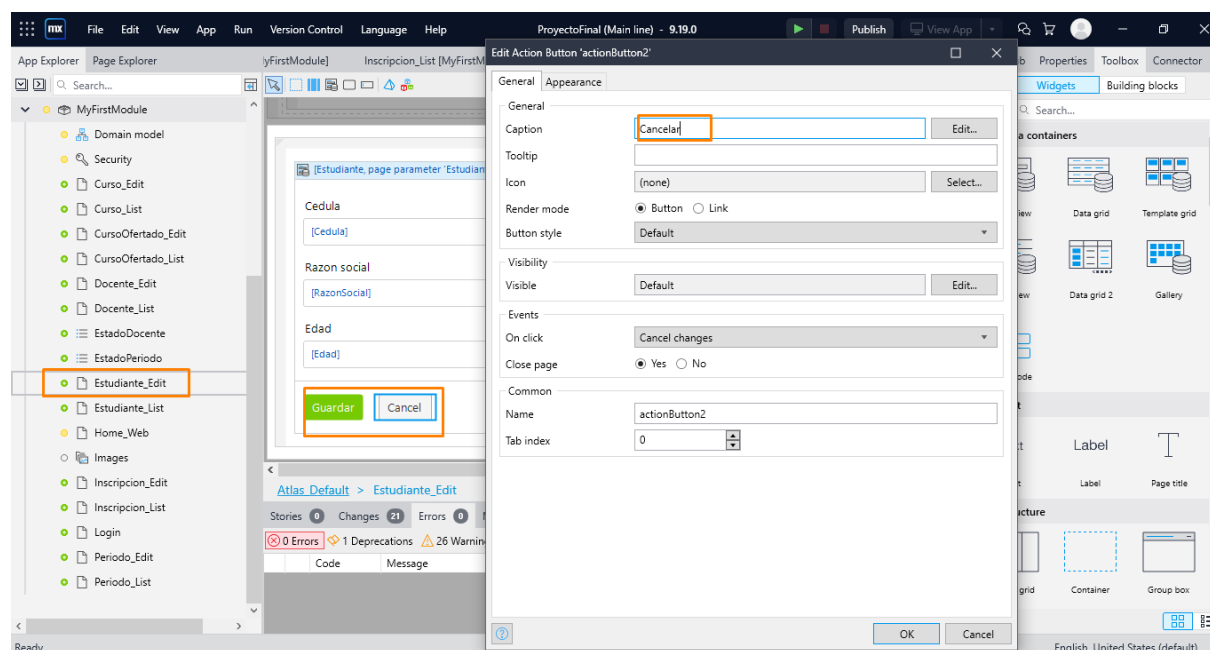 mx File Edit View App Run Version Control Language Help ProyectoFinal (Main line) - 9.19.0 Publish View App
App Explorer Page Explorer yFirstModule] Inscripcion_List [MyFirstM Properties Toolbox Connector
Edit Action Button 'actionButton2'
Search...
MyFirstModule
Domain model
Security
Curso_Edit
Curso_List
CursoOfertado_Edit
CursoOfertado_List
Docente_Edit
Docente_List
EstadoDocente
EstadoPeriodo
Estudiante_Edit
Estudiante_List
Home_Web
Images
Inscripcion_Edit
Inscripcion_List
Login
Periodo_Edit
Periodo_List
Ready
[Estudiante, page parameter 'Estudian
Cedula
[Cedula]
Razon social
[RazonSocial]
Edad
[Edad]
Guardar Cancel
Atlas_Default > Estudiante_Edit
Stories 0 Changes 21 Errors 0
0 Errors 1 Deprecations 26 Warnin
Code Message
General Appearance
General
Caption Cancelar Edit...
Tooltip
Icon (none) Select...
Render mode Button Link
Button style Default
Visibility
Visible Default Edit...
Events
On click Cancel changes
Close page Yes No
Common
Name actionButton2
Tab index 0
OK Cancel
Widgets Building blocks
Search...
a containers
iew Data grid Template grid
ew Data grid 2 Gallery
ode
Label
Label Page title
ucture
grid Container Group box
English, United States (default)